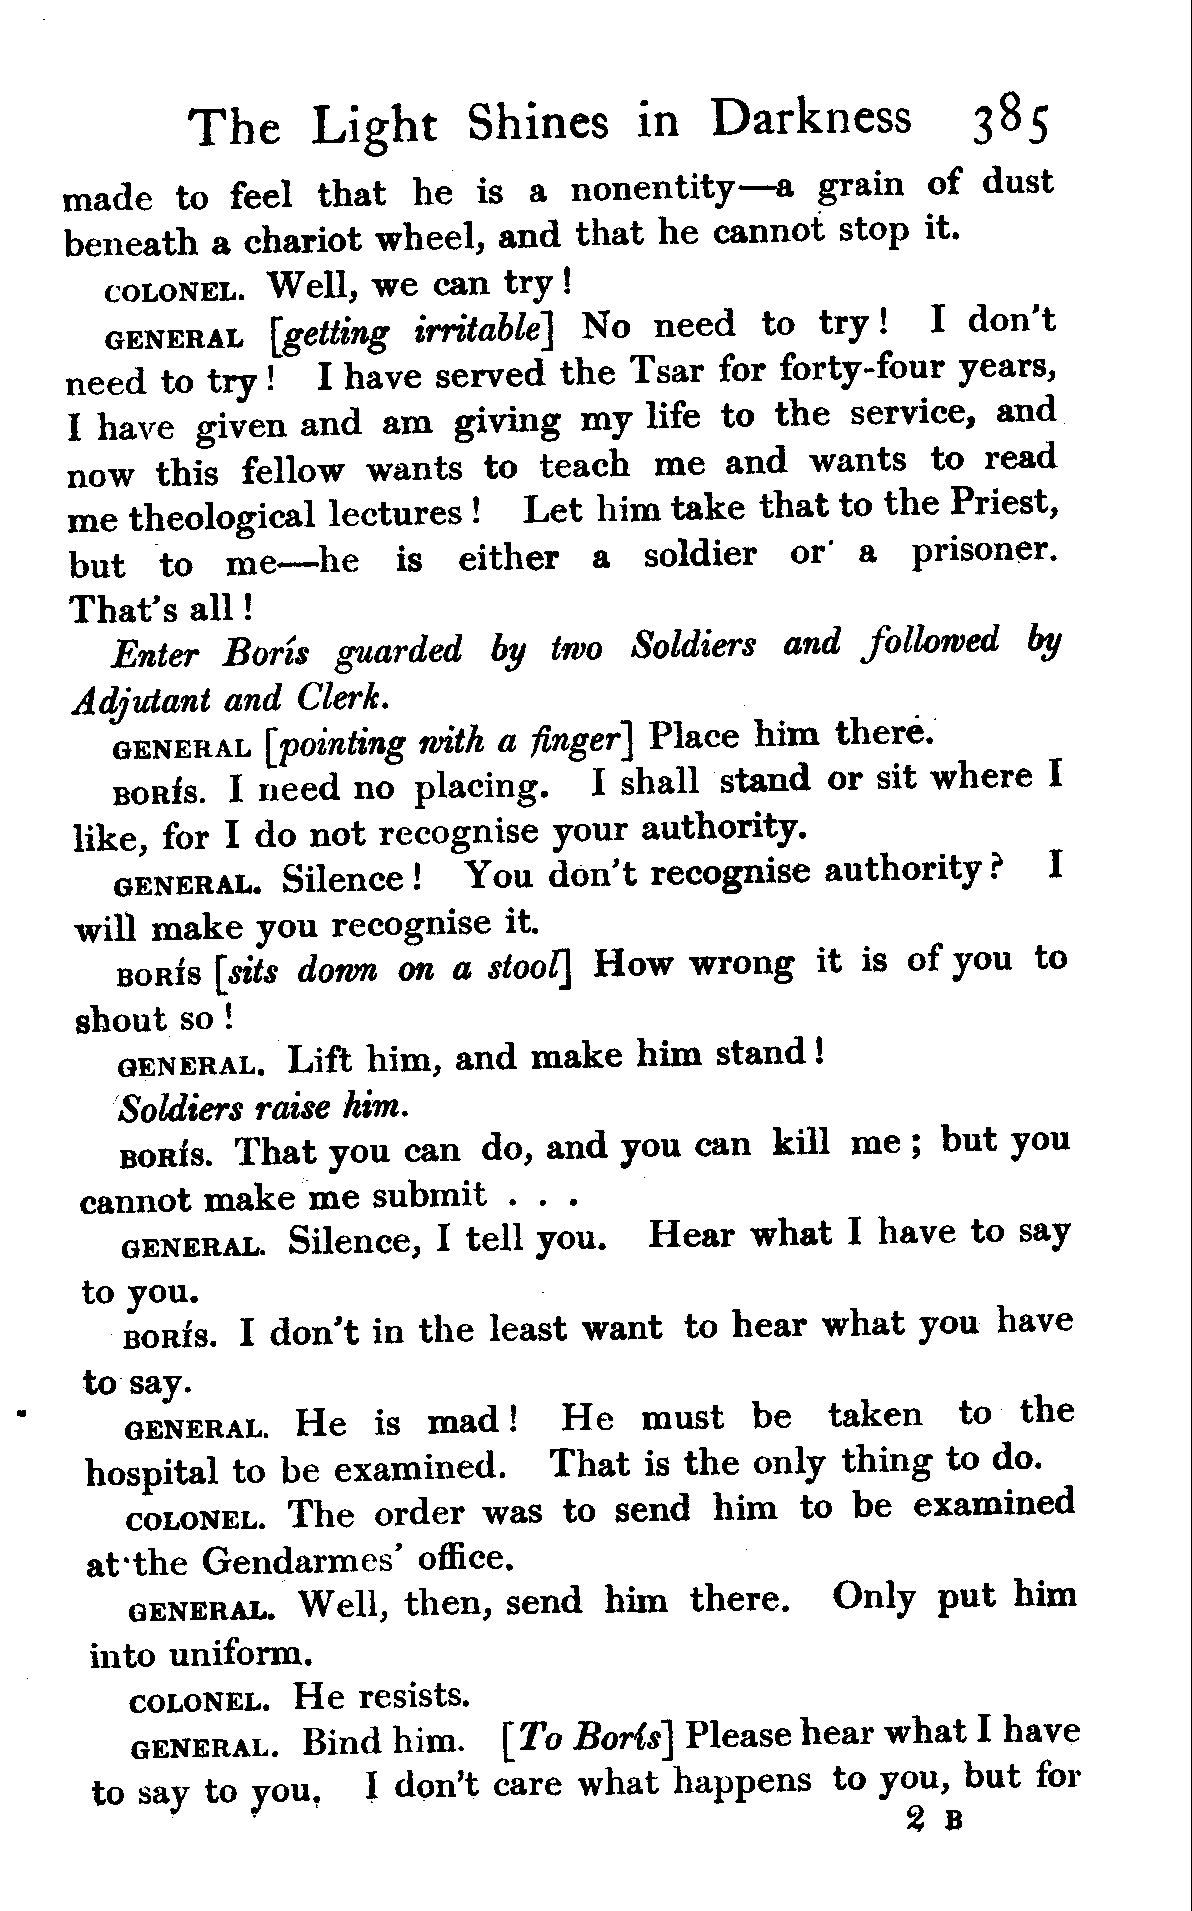 The Light Shines in Darkness 385
made to feel that he is a nonentity—a grain of dust
beneath a chariot wheel, and that he cannot stop it.
COLONEL. Well, we can try!
GENERAL [getting irritable] No need to try! I don't
need to try! I have served the Tsar for forty-four years,
I have given and am giving my life to the service, and
now this fellow wants to teach me and wants to read
me theological lectures! Let him take that to the Priest,
but to me—he is either a soldier or a prisoner.
That's all!
Enter Borís guarded by two Soldiers and followed by
Adjutant and Clerk.
GENERAL [pointing with a finger] Place him there.
BORÍS. I need no placing. I shall stand or sit where I
like, for I do not recognise your authority.
GENERAL. Silence! You don't recognise authority? I
will make you recognise it.
BORÍS [sits down on a stool] How wrong it is of you to
shout so!
GENERAL. Lift him, and make him stand!
Soldiers raise him.
BORÍS. That you can do, and you can kill me; but you
cannot make me submit . . .
GENERAL. Silence, I tell you. Hear what I have to say
to you.
BORÍS. I don't in the least want to hear what you have
to say.
GENERAL. He is mad! He must be taken to the
hospital to be examined. That is the only thing to do.
COLONEL. The order was to send him to be examined
at the Gendarmes' office.
GENERAL. Well, then, send him there. Only put him
into uniform.
COLONEL. He resists.
GENERAL. Bind him. [To Borís] Please hear what I have
to say to you. I don't care what happens to you, but for
2 B